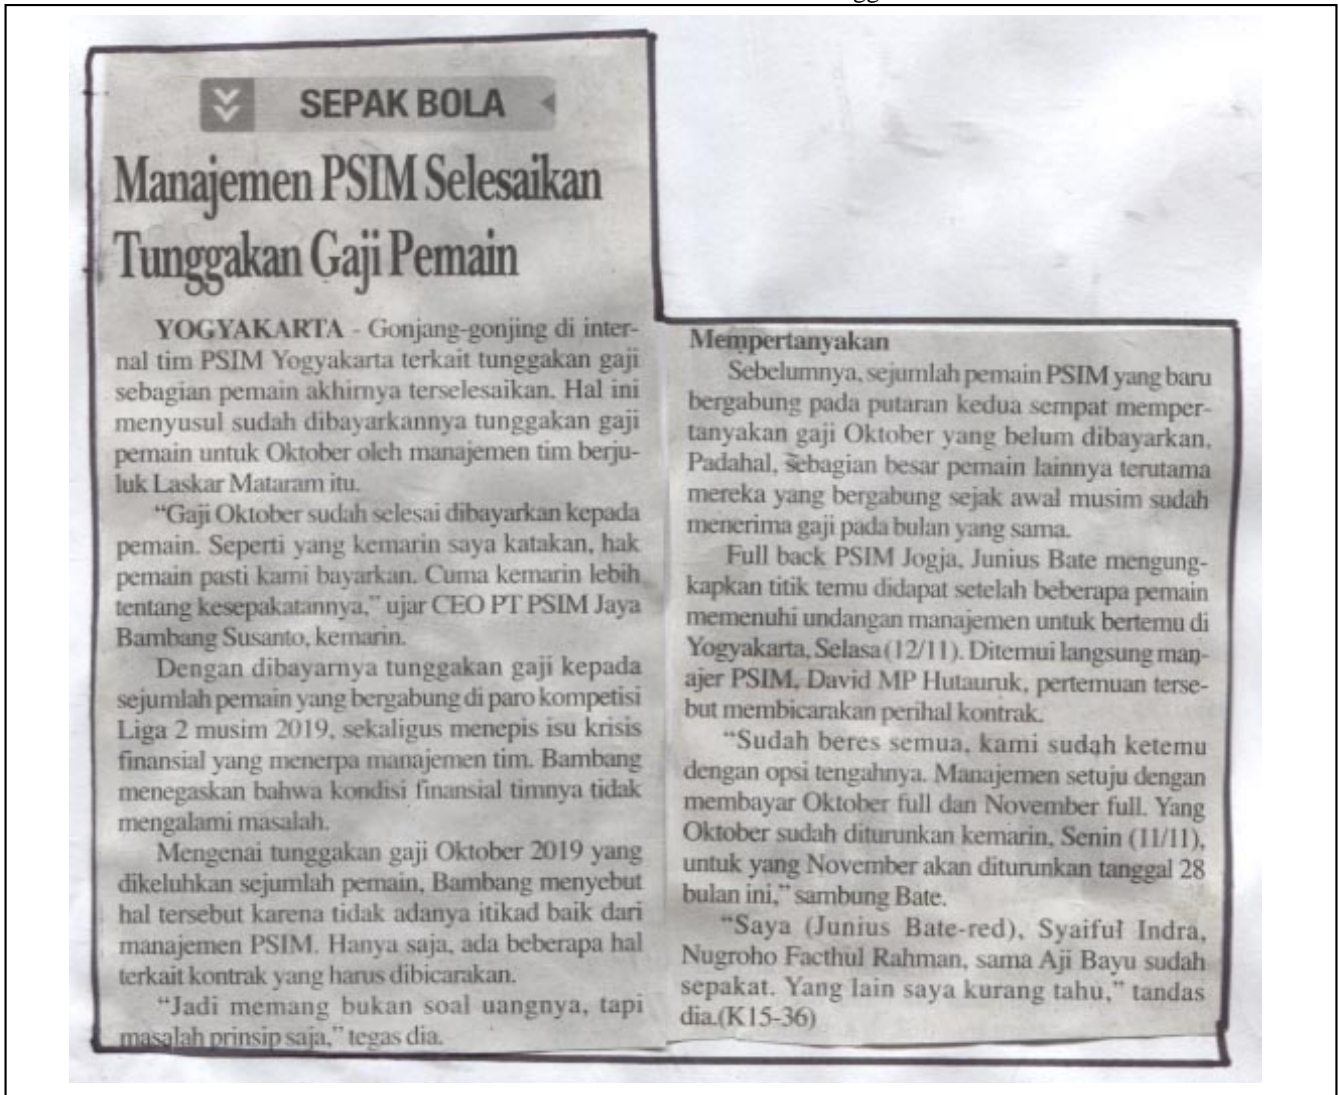 SEPAK BOLA
Manajemen PSIM Selesaikan
Tunggakan Gaji Pemain
YOGYAKARTA - Gonjang-gonjing di inter-
nal tim PSIM Yogyakarta terkait tunggakan gaji
sebagian pemain akhirnya terselesaikan. Hal ini
menyusul sudah dibayarkannya tunggakan gaji
pemain untuk Oktober oleh manajemen tim berju-
luk Laskar Mataram itu.
“Gaji Oktober sudah selesai dibayarkan kepada
pemain. Seperti yang kemarin saya katakan, hak
pemain pasti kami bayarkan. Cuma kemarin lebih
tentang kesepakatannya,” ujar CEO PT PSIM Jaya
Bambang Susanto, kemarin.
Dengan dibayarnya tunggakan gaji kepada
sejumlah pemain yang bergabung di paro kompetisi
Liga 2 musim 2019, sekaligus menepis isu krisis
finansial yang menerpa manajemen tim. Bambang
menegaskan bahwa kondisi finansial timnya tidak
mengalami masalah.
Mengenai tunggakan gaji Oktober 2019 yang
dikeluhkan sejumlah pemain, Bambang menyebut
hal tersebut karena tidak adanya itikad baik dari
manajemen PSIM. Hanya saja, ada beberapa hal
terkait kontrak yang harus dibicarakan.
“Jadi memang bukan soal uangnya, tapi
masalah prinsip saja,” tegas dia.
Mempertanyakan
Sebelumnya, sejumlah pemain PSIM yang baru
bergabung pada putaran kedua sempat memper-
tanyakan gaji Oktober yang belum dibayarkan.
Padahal, sebagian besar pemain lainnya terutama
mereka yang bergabung sejak awal musim sudah
menerima gaji pada bulan yang sama.
Full back PSIM Jogja, Junius Bate mengung-
kapkan titik temu didapat setelah beberapa pemain
memenuhi undangan manajemen untuk bertemu di
Yogyakarta, Selasa (12/11). Ditemui langsung man-
ajer PSIM, David MP Hutauruk, pertemuan terse-
but membicarakan perihal kontrak.
“Sudah beres semua, kami sudah ketemu
dengan opsi tengahnya. Manajemen setuju dengan
membayar Oktober full dan November full. Yang
Oktober sudah diturunkan kemarin, Senin (11/11),
untuk yang November akan diturunkan tanggal 28
bulan ini,” sambung Bate.
“Saya (Junius Bate-red), Syaiful Indra,
Nugroho Facthul Rahman, sama Aji Bayu sudah
sepakat. Yang lain saya kurang tahu,” tandas
dia.(K15-36)